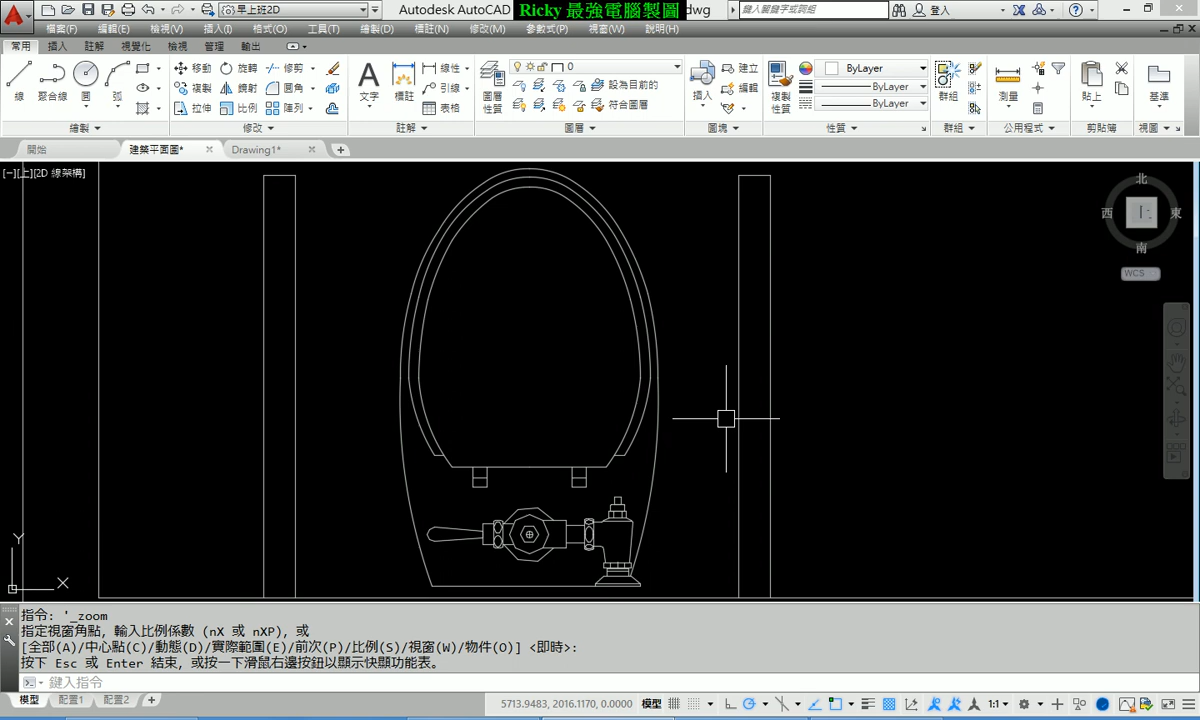 早上班2D
Autodesk AutoCAD
Ricky 最強電腦製圖
dwg
鍵入關鍵字或詞組
登入
檔案(F) 編輯(E) 檢視(V) 插入(I) 格式(O) 工具(T) 繪製(D) 標註(N) 修改(M) 參數式(P) 視窗(W) 說明(H)
常用 插入 註解 視覺化 檢視 管理 輸出
線 聚合線 圓 弧
移動 旋轉 修剪
複製 鏡射 圓角
拉伸 比例 陣列
文字 標註
線性
引線
表格
圖層性質
0
設為目前的
符合圖層
插入
建立
編輯
複製性質
ByLayer
ByLayer
ByLayer
群組
測量
貼上
基準
繪製 修改 註解 圖層 圖塊 性質 群組 公用程式 剪貼簿 視圖
開始 建築平面圖* Drawing1*
[−][上][2D 線架構]
北
西 上 東
南
WCS
Y
X
指令: '_zoom
指定視窗角點, 輸入比例係數 (nX 或 nXP), 或
[全部(A)/中心點(C)/動態(D)/實際範圍(E)/前次(P)/比例(S)/視窗(W)/物件(O)] <即時>:
按下 Esc 或 Enter 結束, 或按一下滑鼠右邊按鈕以顯示快顯功能表。
鍵入指令
模型 配置1 配置2
5713.9483, 2016.1170, 0.0000 模型
1:1